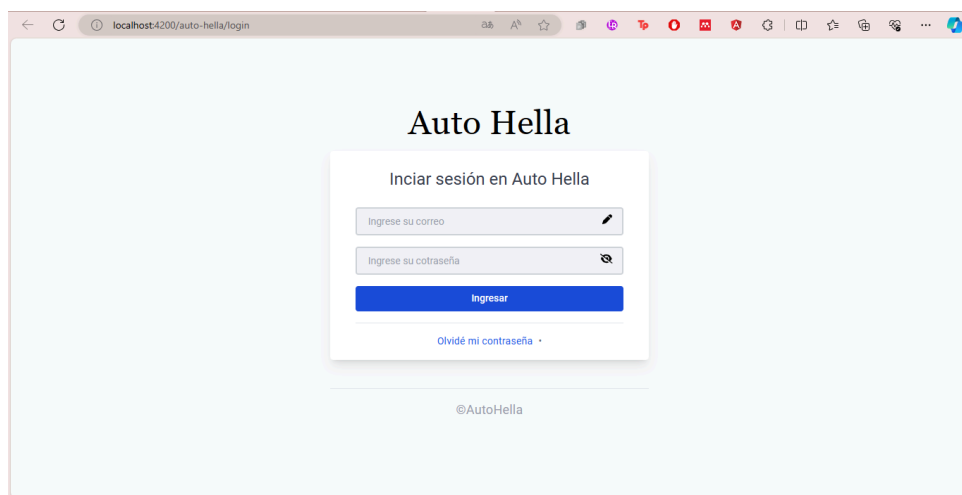 localhost:4200/auto-hella/login
Auto Hella
Inciar sesión en Auto Hella
Ingrese su correo
Ingrese su cotraseña
Ingresar
Olvidé mi contraseña •
©AutoHella